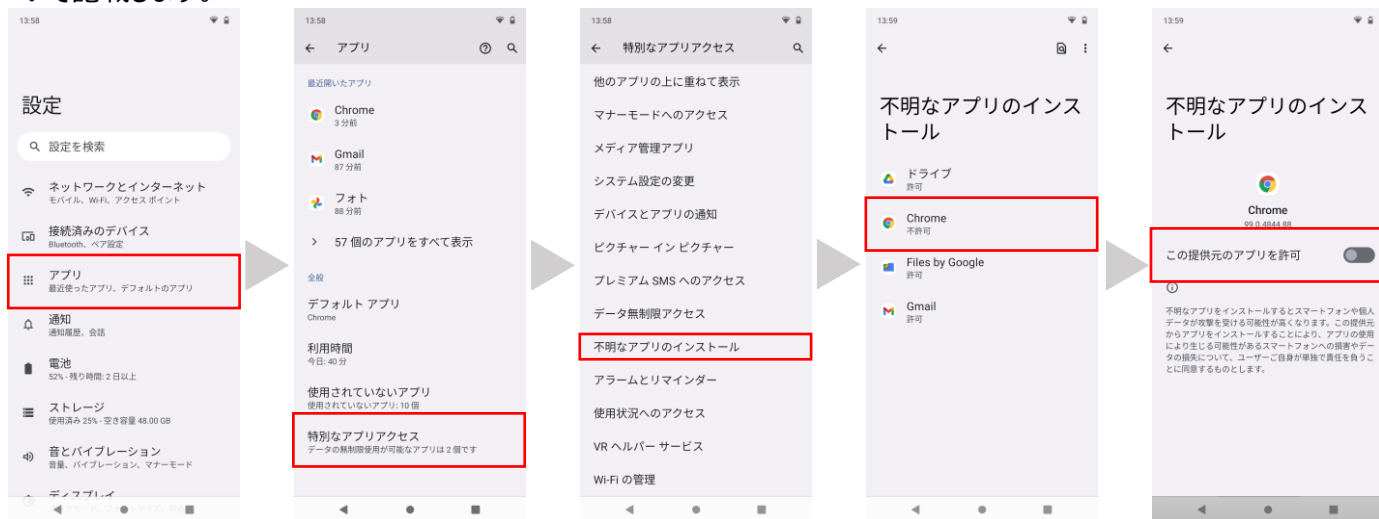 いて記載します。
13:58
設定
設定を検索
ネットワークとインターネット
モバイル、Wi-Fi、アクセス ポイント
接続済みのデバイス
Bluetooth、ペア設定
アプリ
最近使ったアプリ、デフォルトのアプリ
通知
通知履歴、会話
電池
52% - 残り時間: 2 日以上
ストレージ
使用済み 25% - 空き容量 48.00 GB
音とバイブレーション
音量、バイブレーション、マナーモード
ディスプレイ
13:58
アプリ
最近開いたアプリ
Chrome
3 分前
Gmail
87 分前
フォト
88 分前
57 個のアプリをすべて表示
全般
デフォルト アプリ
Chrome
利用時間
今日: 40 分
使用されていないアプリ
使用されていないアプリ: 10 個
特別なアプリアクセス
データの無制限使用が可能なアプリは 2 個です
13:58
特別なアプリアクセス
他のアプリの上に重ねて表示
マナーモードへのアクセス
メディア管理アプリ
システム設定の変更
デバイスとアプリの通知
ピクチャー イン ピクチャー
プレミアム SMS へのアクセス
データ無制限アクセス
不明なアプリのインストール
アラームとリマインダー
使用状況へのアクセス
VR ヘルパー サービス
Wi-Fi の管理
13:59
不明なアプリのインス
トール
ドライブ
許可
Chrome
不許可
Files by Google
許可
Gmail
許可
13:59
不明なアプリのインス
トール
Chrome
99.0.4844.88
この提供元のアプリを許可
不明なアプリをインストールするとスマートフォンや個人
データが攻撃を受ける可能性が高くなります。この提供元
からアプリをインストールすることにより、アプリの使用
により生じる可能性があるスマートフォンへの損害やデー
タの損失について、ユーザーご自身が単独で責任を負うこ
とに同意するものとします。